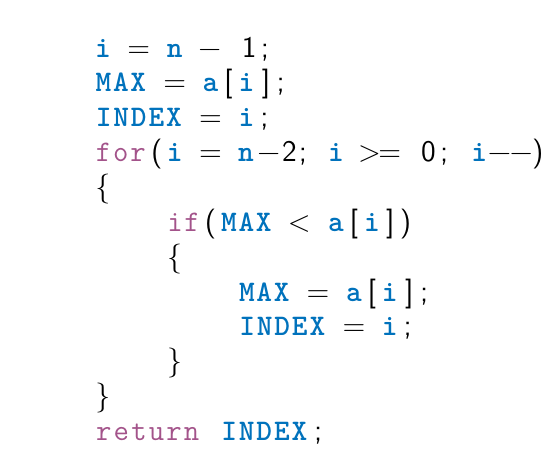 i = n - 1;
MAX = a[i];
INDEX = i;
for(i = n-2; i >= 0; i--)
{
if(MAX < a[i])
{
MAX = a[i];
INDEX = i;
}
}
return INDEX;